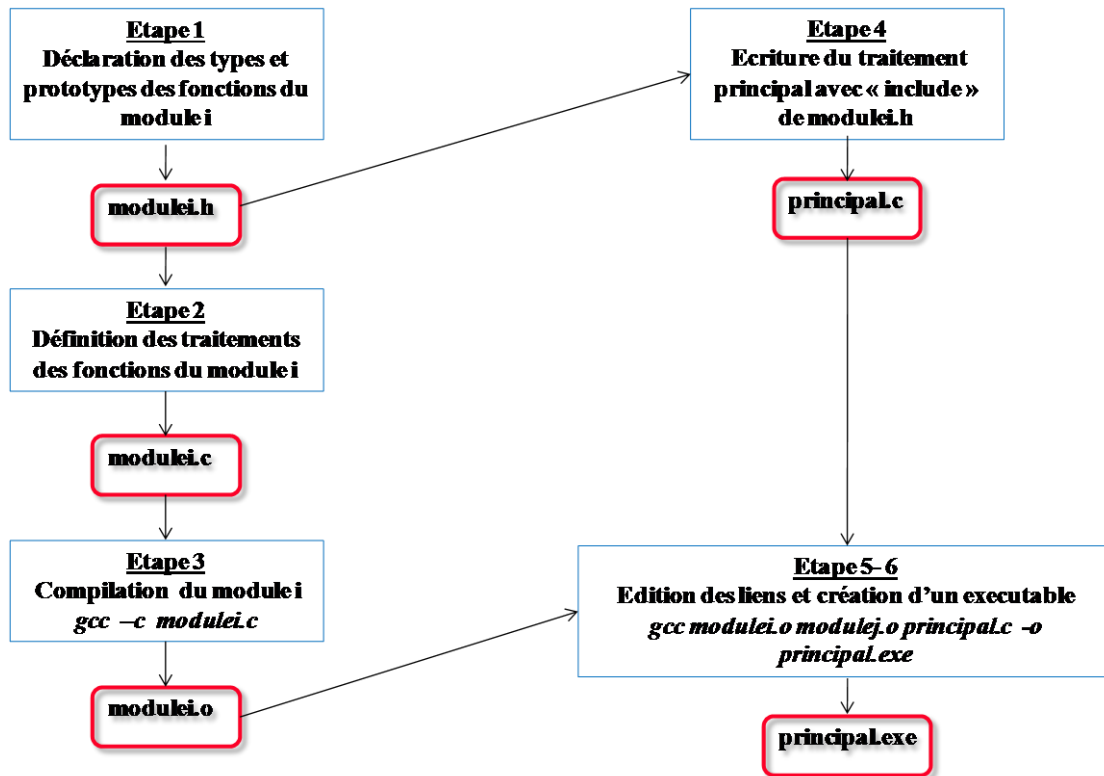 Etape 1
Déclaration des types et
prototypes des fonctions du
module i
modulei.h
Etape 2
Définition des traitements
des fonctions du module i
modulei.c
Etape 3
Compilation du module i
gcc –c modulei.c
modulei.o
Etape 4
Ecriture du traitement
principal avec « include »
de modulei.h
principal.c
Etape 5–6
Edition des liens et création d’un executable
gcc modulei.o modulej.o principal.c -o
principal.exe
principal.exe